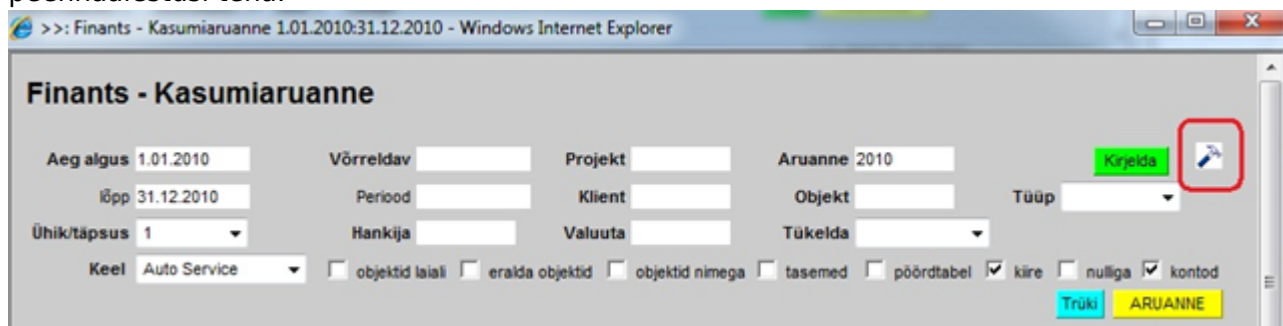 >>: Finants - Kasumiaruanne 1.01.2010:31.12.2010 - Windows Internet Explorer
Finants - Kasumiaruanne
Aeg algus 1.01.2010 Võrreldav Projekt Aruanne 2010 Kirjelda
lõpp 31.12.2010 Periood Klient Objekt Tüüp
Ühik/täpsus 1 Hankija Valuuta Tükelda
Keel Auto Service objektid laiali eralda objektid objektid nimega tasemed pöördtabel kiire nulliga kontod
Trüki ARUANNE